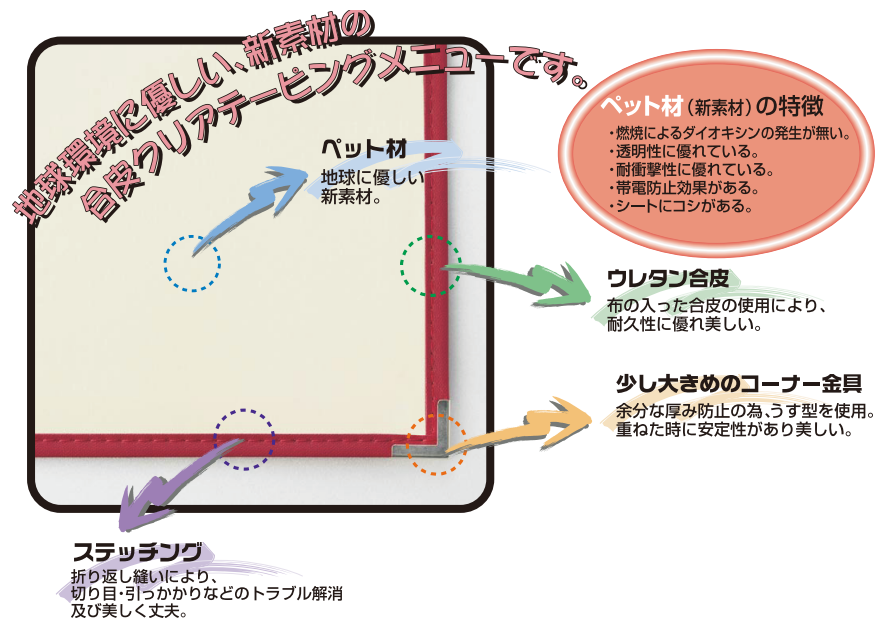 地球環境に優しい、新素材の
合皮クリアテーピングメニューです。
ペット材(新素材)の特徴
・燃焼によるダイオキシンの発生が無い。
・透明性に優れている。
・耐衝撃性に優れている。
・帯電防止効果がある。
・シートにコシがある。
ペット材
地球に優しい
新素材。
ウレタン合皮
布の入った合皮の使用により、
耐久性に優れ美しい。
少し大きめのコーナー金具
余分な厚み防止の為、うす型を使用。
重ねた時に安定性があり美しい。
ステッチング
折り返し縫いにより、
切り目・引っかかりなどのトラブル解消
及び美しく丈夫。